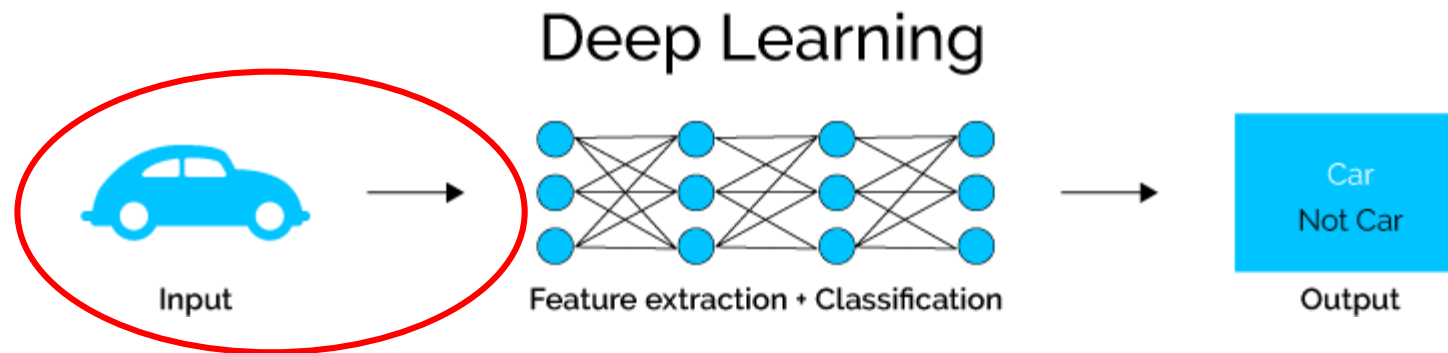 Deep Learning
Car
Not Car
Input
Feature extraction + Classification
Output